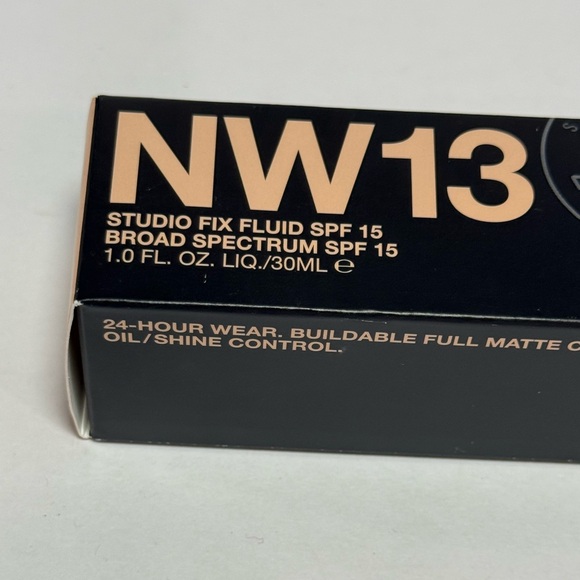 NW13
STUDIO FIX FLUID SPF 15
BROAD SPECTRUM SPF 15
1.0 FL. OZ. LIQ./30ML ℮
24-HOUR WEAR. BUILDABLE FULL MATTE
OIL/SHINE CONTROL.